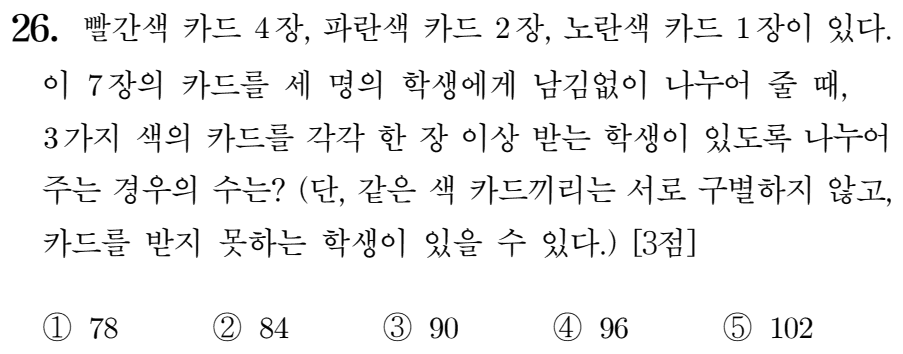 26. 빨간색 카드 4장, 파란색 카드 2장, 노란색 카드 1장이 있다.
이 7장의 카드를 세 명의 학생에게 남김없이 나누어 줄 때,
3가지 색의 카드를 각각 한 장 이상 받는 학생이 있도록 나누어
주는 경우의 수는? (단, 같은 색 카드끼리는 서로 구별하지 않고,
카드를 받지 못하는 학생이 있을 수 있다.) [3점]
① 78 ② 84 ③ 90 ④ 96 ⑤ 102